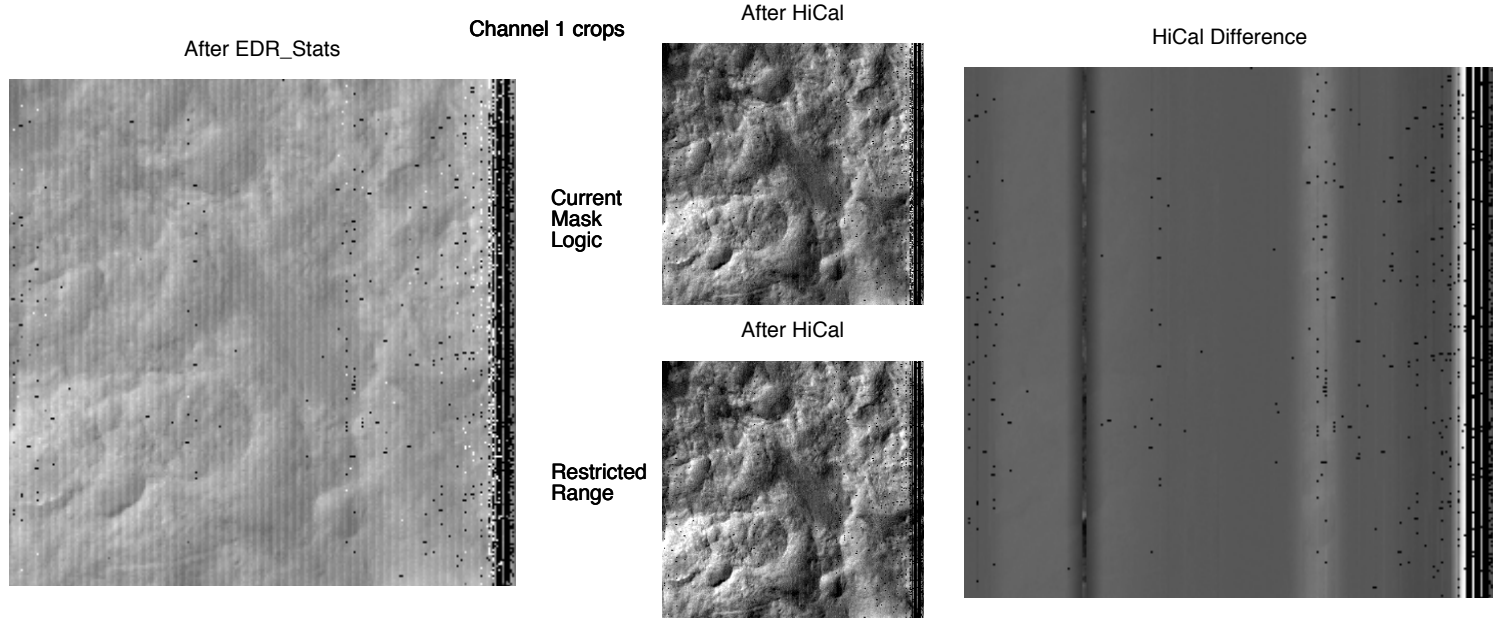 After EDR_Stats
Channel 1 crops
After HiCal
HiCal Difference
Current
Mask
Logic
After HiCal
Restricted
Range